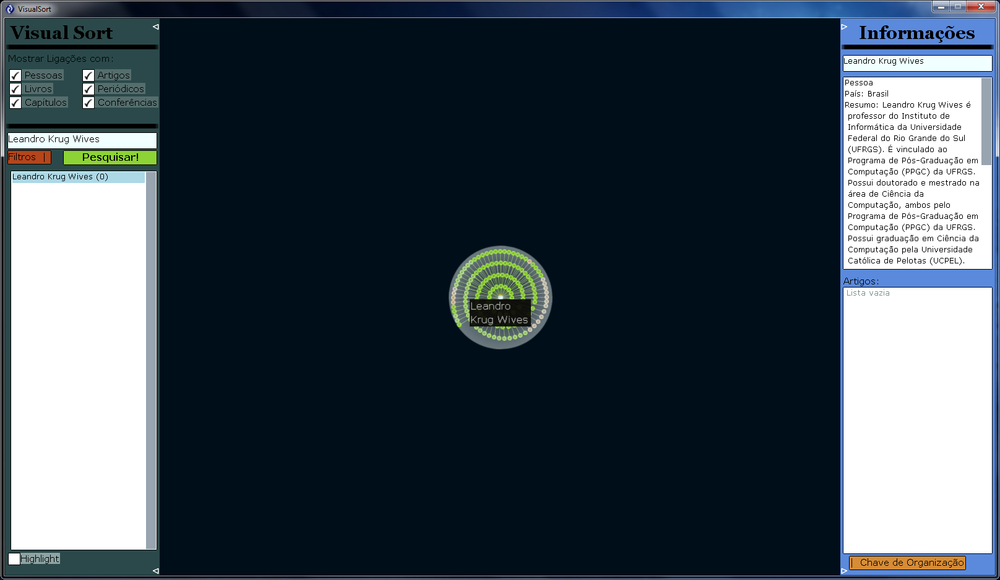 VisualSort
Visual Sort
Mostrar Ligações com:
Pessoas
Artigos
Livros
Periódicos
Capítulos
Conferências
Leandro Krug Wives
Filtros |
Pesquisar!
Leandro Krug Wives (0)
Highlight
Leandro
Krug Wives
Informações
Leandro Krug Wives
Pessoa
País: Brasil
Resumo: Leandro Krug Wives é
professor do Instituto de
Informática da Universidade
Federal do Rio Grande do Sul
(UFRGS). É vinculado ao
Programa de Pós-Graduação em
Computação (PPGC) da UFRGS.
Possui doutorado e mestrado na
área de Ciência da
Computação, ambos pelo
Programa de Pós-Graduação em
Computação (PPGC) da UFRGS.
Possui graduação em Ciência da
Computação pela Universidade
Católica de Pelotas (UCPEL).
Artigos:
Lista vazia
| Chave de Organização